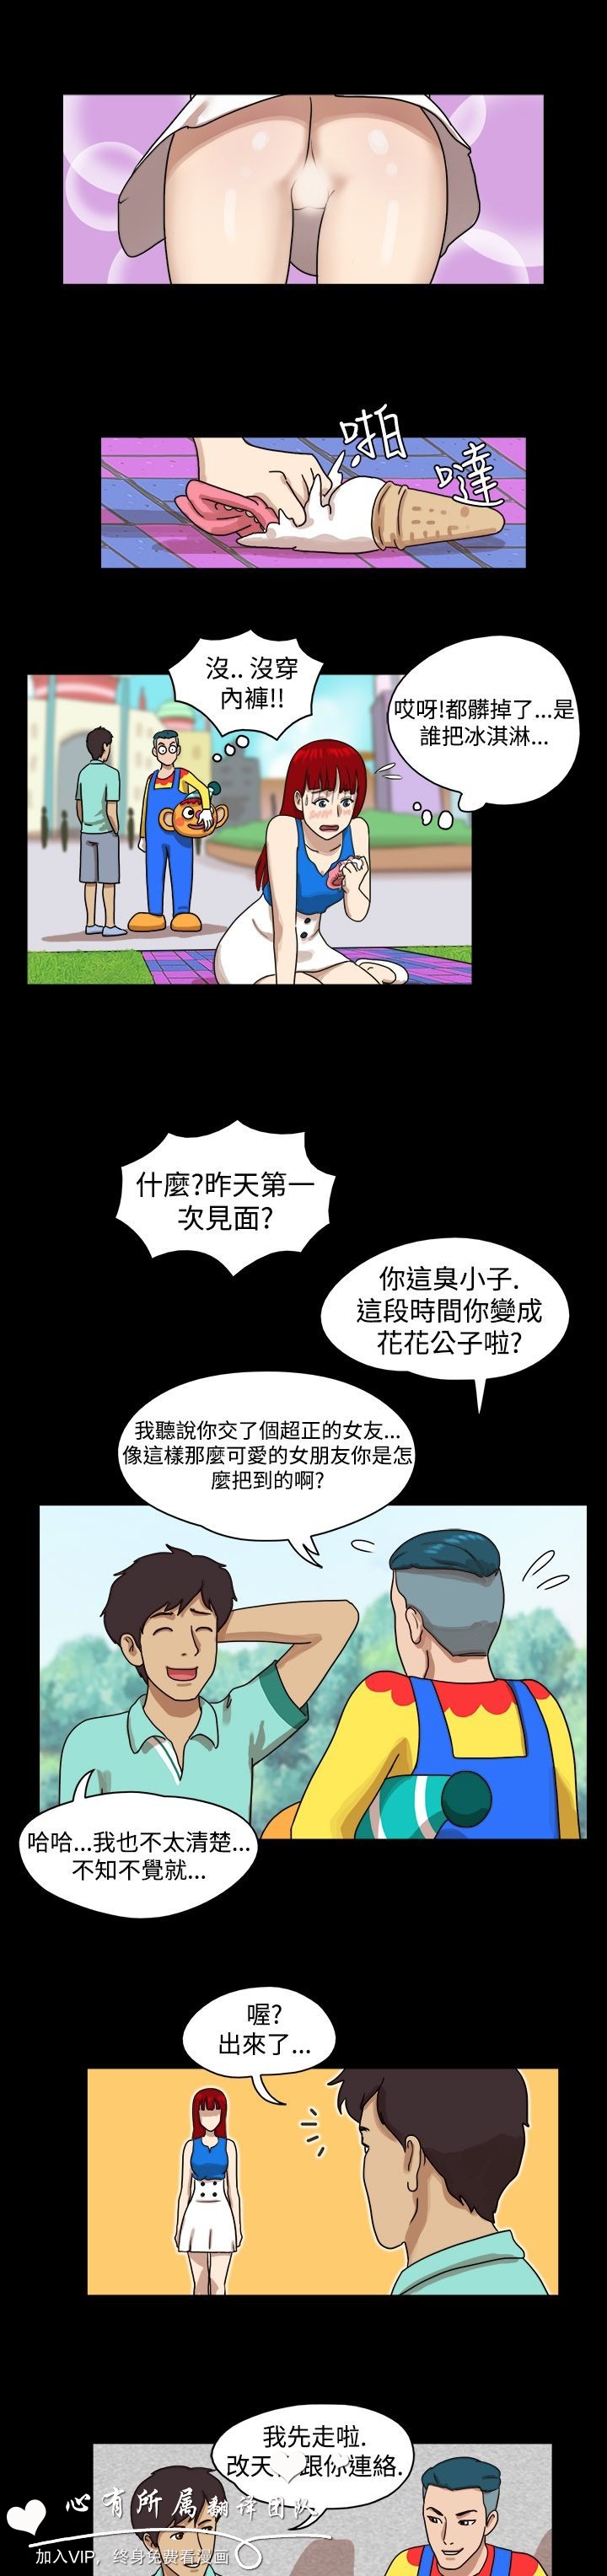 啪
噠
沒.. 沒穿
內褲!!
哎呀!都髒掉了...是
誰把冰淇淋...
什麼?昨天第一
次見面?
你這臭小子.
這段時間你變成
花花公子啦?
我聽說你交了個超正的女友...
像這樣那麼可愛的女朋友你是怎
麼把到的啊?
哈哈...我也不太清楚...
不知不覺就...
喔?
出來了...
我先走啦.
改天 跟你連絡.
心有所属翻译团队
加入VIP，终身免费看漫画